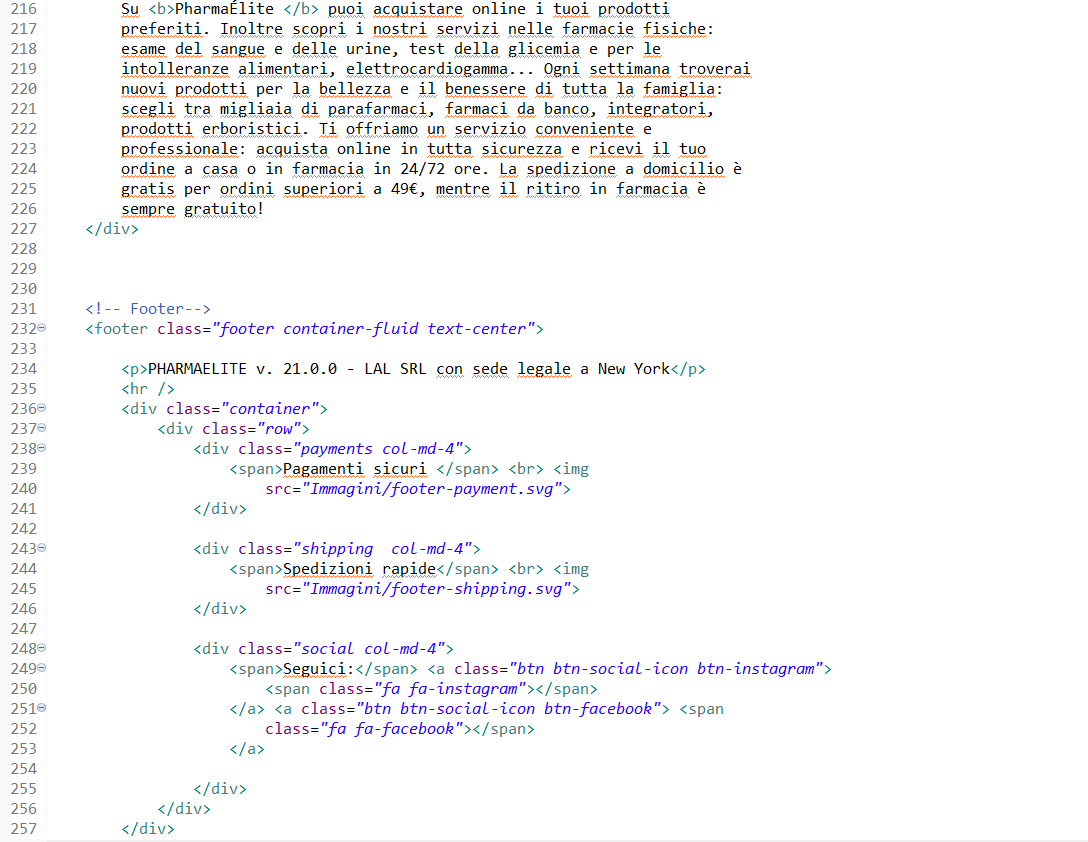 216 Su <b>PharmaÉlite </b> puoi acquistare online i tuoi prodotti
217 preferiti. Inoltre scopri i nostri servizi nelle farmacie fisiche:
218 esame del sangue e delle urine, test della glicemia e per le
219 intolleranze alimentari, elettrocardiogamma... Ogni settimana troverai
220 nuovi prodotti per la bellezza e il benessere di tutta la famiglia:
221 scegli tra migliaia di parafarmaci, farmaci da banco, integratori,
222 prodotti erboristici. Ti offriamo un servizio conveniente e
223 professionale: acquista online in tutta sicurezza e ricevi il tuo
224 ordine a casa o in farmacia in 24/72 ore. La spedizione a domicilio è
225 gratis per ordini superiori a 49€, mentre il ritiro in farmacia è
226 sempre gratuito!
227 </div>
228
229
230
231 <!-- Footer-->
232 <footer class="footer container-fluid text-center">
233
234 <p>PHARMAELITE v. 21.0.0 - LAL SRL con sede legale a New York</p>
235 <hr />
236 <div class="container">
237 <div class="row">
238 <div class="payments col-md-4">
239 <span>Pagamenti sicuri </span> <br> <img
240 src="Immagini/footer-payment.svg">
241 </div>
242
243 <div class="shipping  col-md-4">
244 <span>Spedizioni rapide</span> <br> <img
245 src="Immagini/footer-shipping.svg">
246 </div>
247
248 <div class="social col-md-4">
249 <span>Seguici:</span> <a class="btn btn-social-icon btn-instagram">
250 <span class="fa fa-instagram"></span>
251 </a> <a class="btn btn-social-icon btn-facebook"> <span
252 class="fa fa-facebook"></span>
253 </a>
254
255 </div>
256 </div>
257 </div>